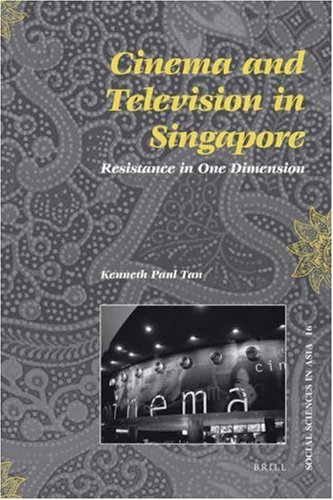 Cinema and
Television in
Singapore
Resistance in One Dimension
Kenneth Paul Tan
cinema
cin
SOCIAL SCIENCES IN ASIA 16
BRILL